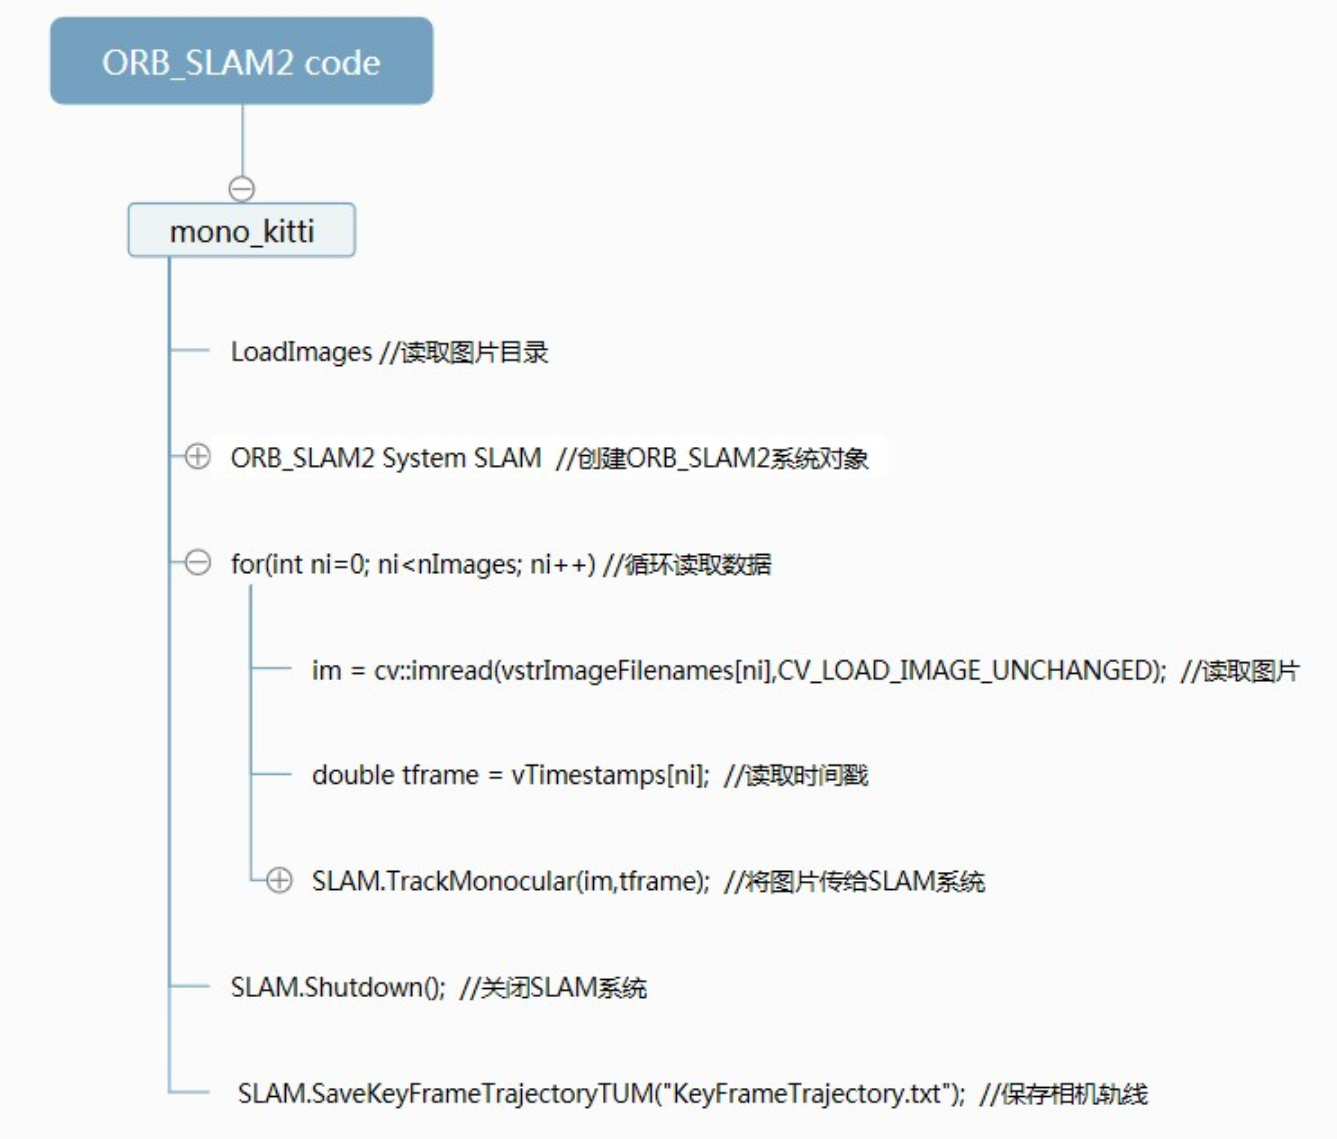 ORB_SLAM2 code
mono_kitti
LoadImages //读取图片目录
ORB_SLAM2 System SLAM  //创建ORB_SLAM2系统对象
for(int ni=0; ni<nImages; ni++) //循环读取数据
im = cv::imread(vstrImageFilenames[ni],CV_LOAD_IMAGE_UNCHANGED);  //读取图片
double tframe = vTimestamps[ni];  //读取时间戳
SLAM.TrackMonocular(im,tframe);  //将图片传给SLAM系统
SLAM.Shutdown();  //关闭SLAM系统
SLAM.SaveKeyFrameTrajectoryTUM("KeyFrameTrajectory.txt");  //保存相机轨线